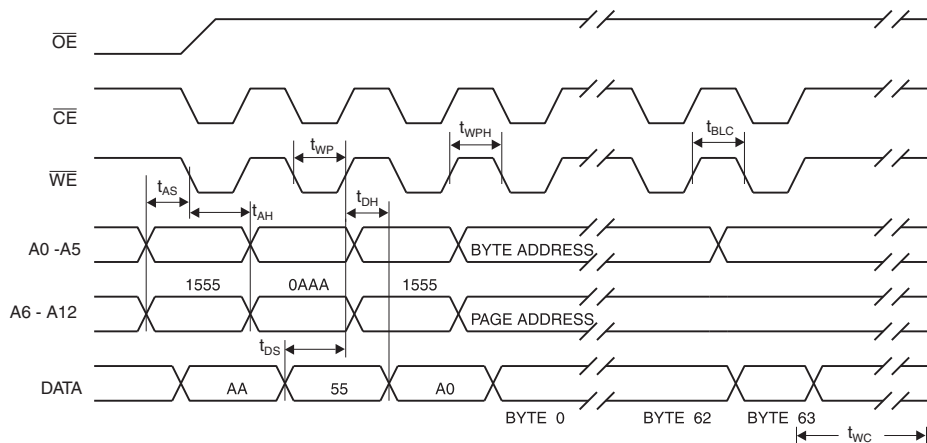 OE
CE
tWPH
tBLC
tWP
WE
tAS
tAH
tDH
A0 -A5
BYTE ADDRESS
1555
0AAA
1555
A6 - A12
PAGE ADDRESS
tDS
DATA
AA
55
A0
BYTE 0
BYTE 62
BYTE 63
tWC